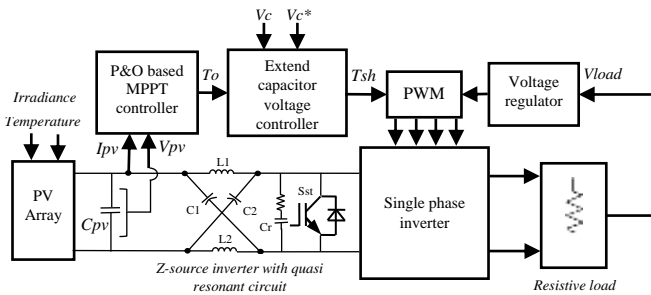 Vc Vc*
P&O based
MPPT
controller
To
Extend
capacitor
voltage
controller
Tsh
PWM
Voltage
regulator
Vload
Irradiance
Temperature
Ipv Vpv
PV
Array
Cpv
L1
C1 C2
L2
Cr
Sst
Single phase
inverter
Z-source inverter with quasi
resonant circuit
Resistive load